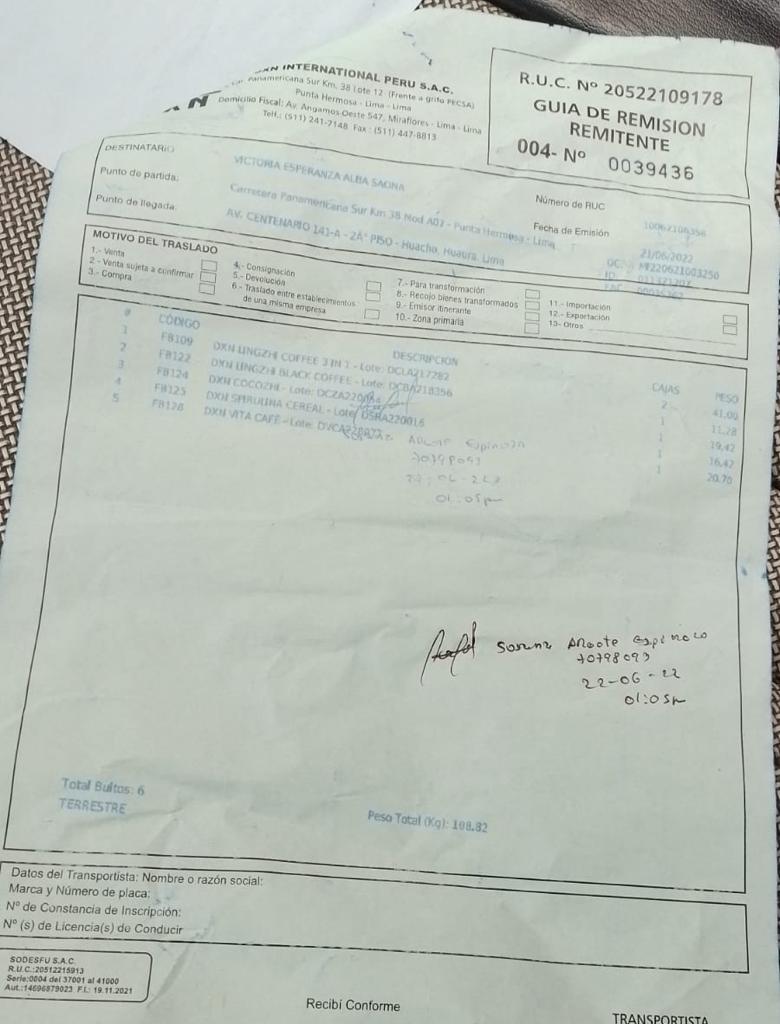 INTERNATIONAL PERU S.A.C.
Panamericana Sur Km. 38 Lote 12 (Frente a grifo PECSA)
Punta Hermosa - Lima - Lima
Domicilio Fiscal: Av. Angamos Oeste 547, Miraflores - Lima - Lima
Telf.: (511) 241-7148 Fax : (511) 447-8813
R.U.C. Nº 20522109178
GUIA DE REMISION
REMITENTE
004- Nº 0039436
DESTINATARIO
VICTORIA ESPERANZA ALBA SAONA
Número de RUC
Punto de partida:
Carretera Panamericana Sur Km 38 Mod A07 - Punta Hermosa - Lima
Fecha de Emisión
21/06/2022
Punto de llegada:
AV. CENTENARIO 141-A - 2Aº PISO - Huacho, Huaura, Lima
OC: MI220621003250
ID:
FAC:
MOTIVO DEL TRASLADO
1.- Venta
2.- Venta sujeta a confirmar
3.- Compra
4.- Consignación
5.- Devolución
6.- Traslado entre establecimientos
de una misma empresa
7.- Para transformación
8.- Recojo bienes transformados
9.- Emisor itinerante
10.- Zona primaria
11.- Importación
12.- Exportación
13- Otros
# CÓDIGO DESCRIPCION CAJAS PESO
1 FB109 DXN LINGZHI COFFEE 3 IN 1 - Lote: DCLA217282 2 41.00
2 FB122 DXN LINGZHI BLACK COFFEE - Lote: DCBA218356 1 11.28
3 FB124 DXN COCOZHI - Lote: 1 19.42
4 FB125 DXN SPIRULINA CEREAL - Lote: DSRA220016 1 16.42
5 FB128 DXN VITA CAFE - Lote: 1 20.70
Espinoza
70798093
01:05pm
Espinoza
70798093
22-06-22
01:05p
Total Bultos: 6
TERRESTRE
Peso Total (Kg): 108.82
Datos del Transportista: Nombre o razón social:
Marca y Número de placa:
Nº de Constancia de Inscripción:
Nº (s) de Licencia(s) de Conducir
SODESFU S.A.C.
R.U.C.:20512215913
Serie:0004 del 37001 al 41000
Aut.:14696879023 F.I.: 19.11.2021
Recibí Conforme
TRANSPORTISTA